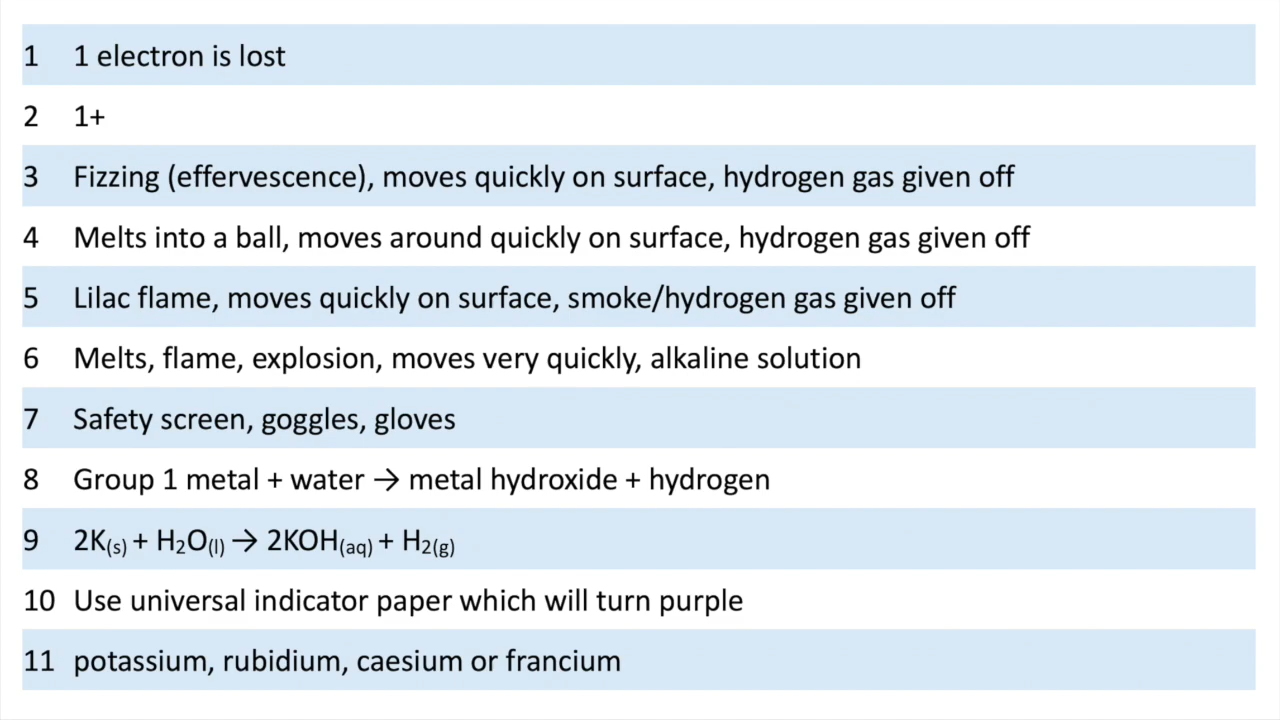 1 1 electron is lost
2 1+
3 Fizzing (effervescence), moves quickly on surface, hydrogen gas given off
4 Melts into a ball, moves around quickly on surface, hydrogen gas given off
5 Lilac flame, moves quickly on surface, smoke/hydrogen gas given off
6 Melts, flame, explosion, moves very quickly, alkaline solution
7 Safety screen, goggles, gloves
8 Group 1 metal + water → metal hydroxide + hydrogen
9 2K(s) + H₂O(l) → 2KOH(aq) + H₂(g)
10 Use universal indicator paper which will turn purple
11 potassium, rubidium, caesium or francium